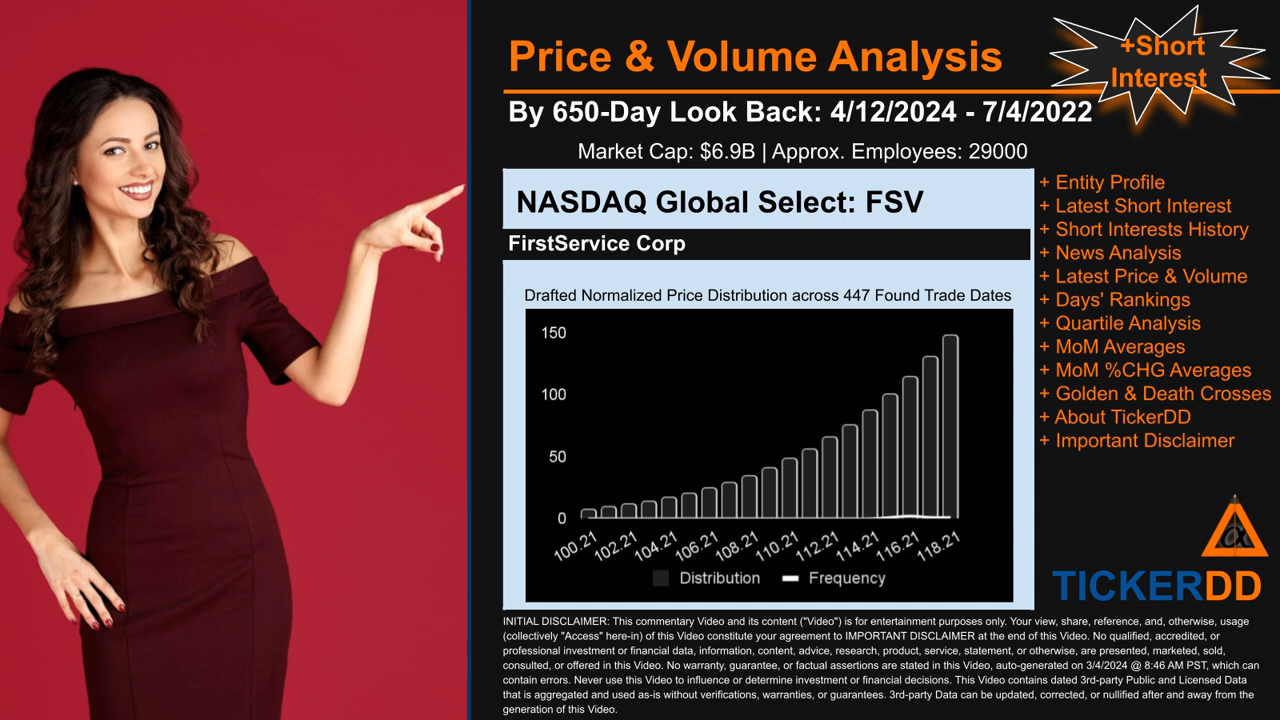 Price & Volume Analysis
+Short
Interest
By 650-Day Look Back: 4/12/2024 - 7/4/2022
Market Cap: $6.9B | Approx. Employees: 29000
NASDAQ Global Select: FSV
FirstService Corp
Drafted Normalized Price Distribution across 447 Found Trade Dates
150
100
50
0
100.21
102.21
104.21
106.21
108.21
110.21
112.21
114.21
116.21
118.21
Distribution
Frequency
+ Entity Profile
+ Latest Short Interest
+ Short Interests History
+ News Analysis
+ Latest Price & Volume
+ Days' Rankings
+ Quartile Analysis
+ MoM Averages
+ MoM %CHG Averages
+ Golden & Death Crosses
+ About TickerDD
+ Important Disclaimer
TICKERDD
INITIAL DISCLAIMER: This commentary Video and its content ("Video") is for entertainment purposes only. Your view, share, reference, and, otherwise, usage
(collectively "Access" here-in) of this Video constitute your agreement to IMPORTANT DISCLAIMER at the end of this Video. No qualified, accredited, or
professional investment or financial data, information, content, advice, research, product, service, statement, or otherwise, are presented, marketed, sold,
consulted, or offered in this Video. No warranty, guarantee, or factual assertions are stated in this Video, auto-generated on 3/4/2024 @ 8:46 AM PST, which can
contain errors. Never use this Video to influence or determine investment or financial decisions. This Video contains dated 3rd-party Public and Licensed Data
that is aggregated and used as-is without verifications, warranties, or guarantees. 3rd-party Data can be updated, corrected, or nullified after and away from the
generation of this Video.